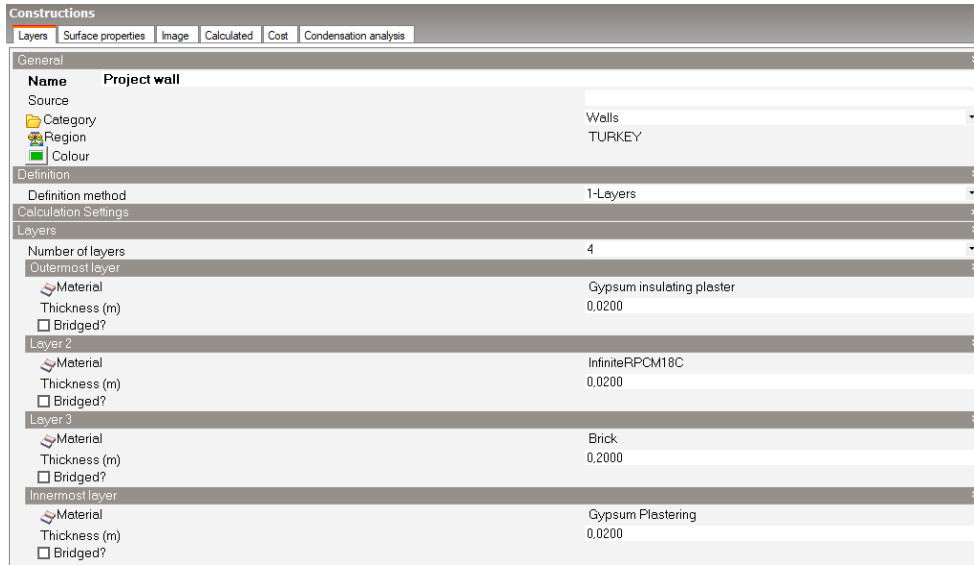 Constructions
Layers Surface properties Image Calculated Cost Condensation analysis
General
Name Project wall
Source
Category Walls
Region TURKEY
Colour
Definition
Definition method 1-Layers
Calculation Settings
Layers
Number of layers 4
Outermost layer
Material Gypsum insulating plaster
Thickness (m) 0,0200
Bridged?
Layer 2
Material InfiniteRPCM18C
Thickness (m) 0,0200
Bridged?
Layer 3
Material Brick
Thickness (m) 0,2000
Bridged?
Innermost layer
Material Gypsum Plastering
Thickness (m) 0,0200
Bridged?